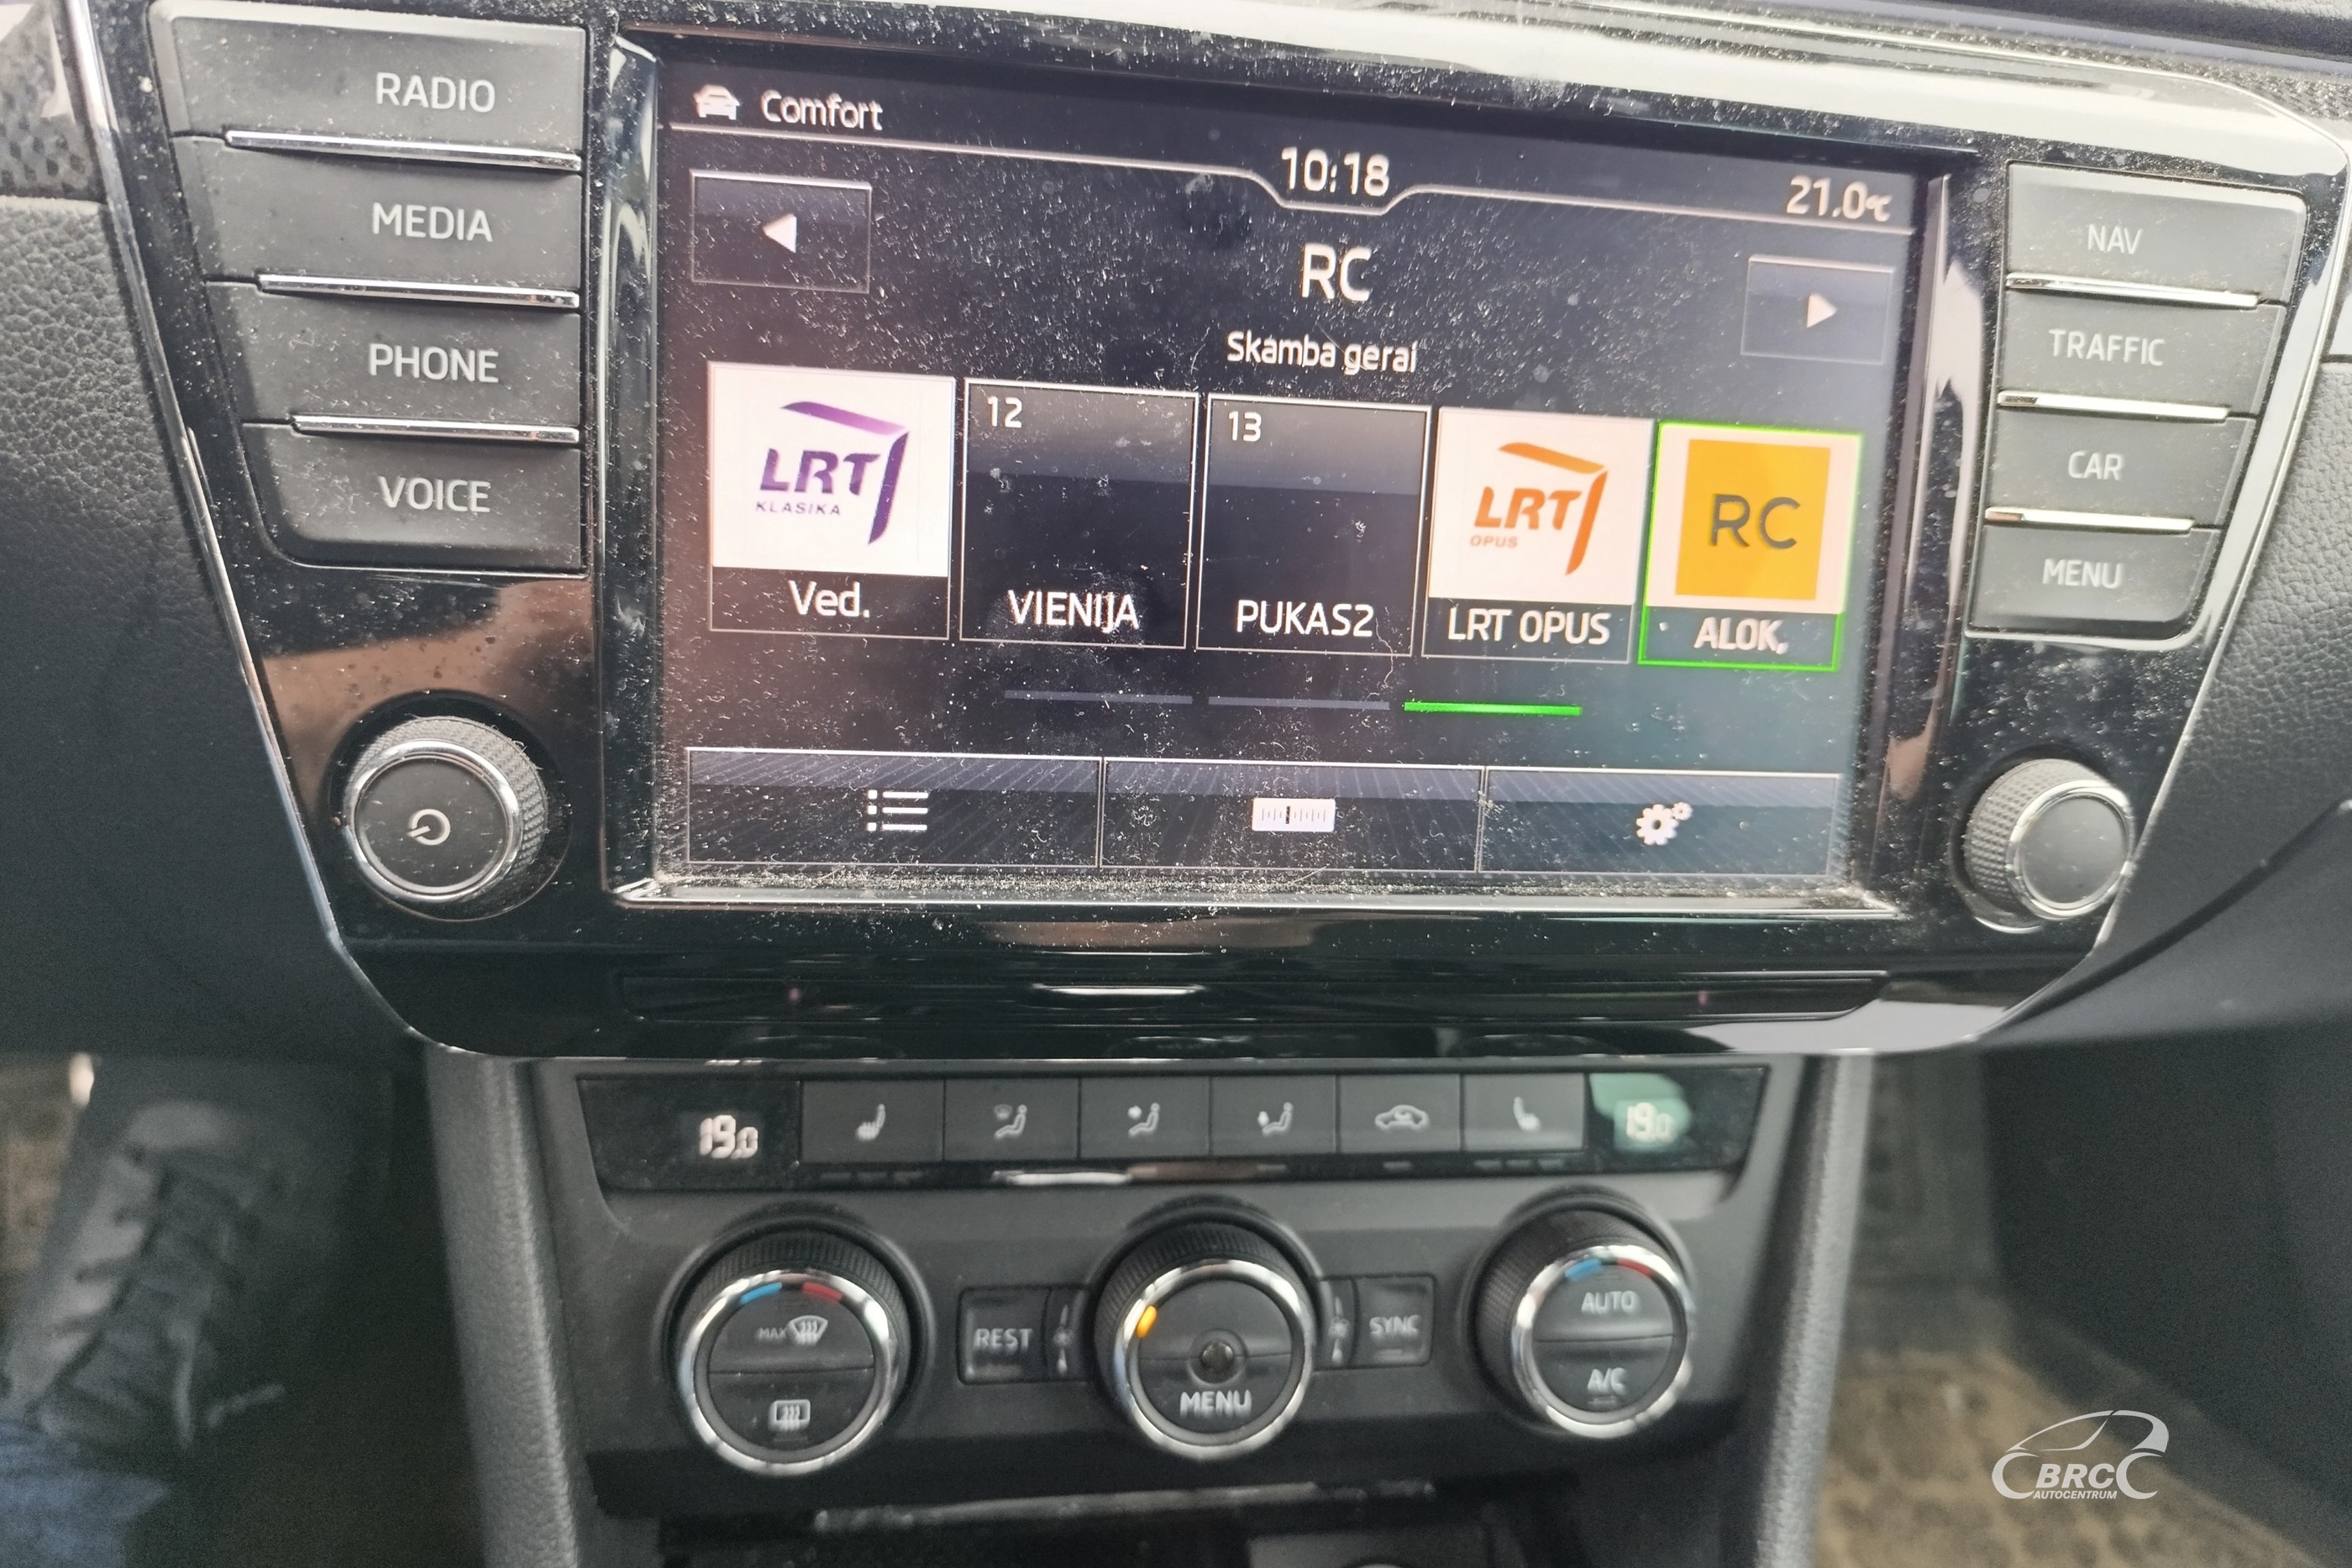 RADIO
MEDIA
PHONE
VOICE
Comfort
10:18
21.0°C
RC
Skamba gerai
LRT
KLASIKA
Ved.
12
VIENIJA
13
PUKAS2
LRT
OPUS
LRT OPUS
RC
ALOK.
NAV
TRAFFIC
CAR
MENU
19.0
19.0
MAX
REST
MENU
SYNC
AUTO
A/C
BRC
AUTOCENTRUM